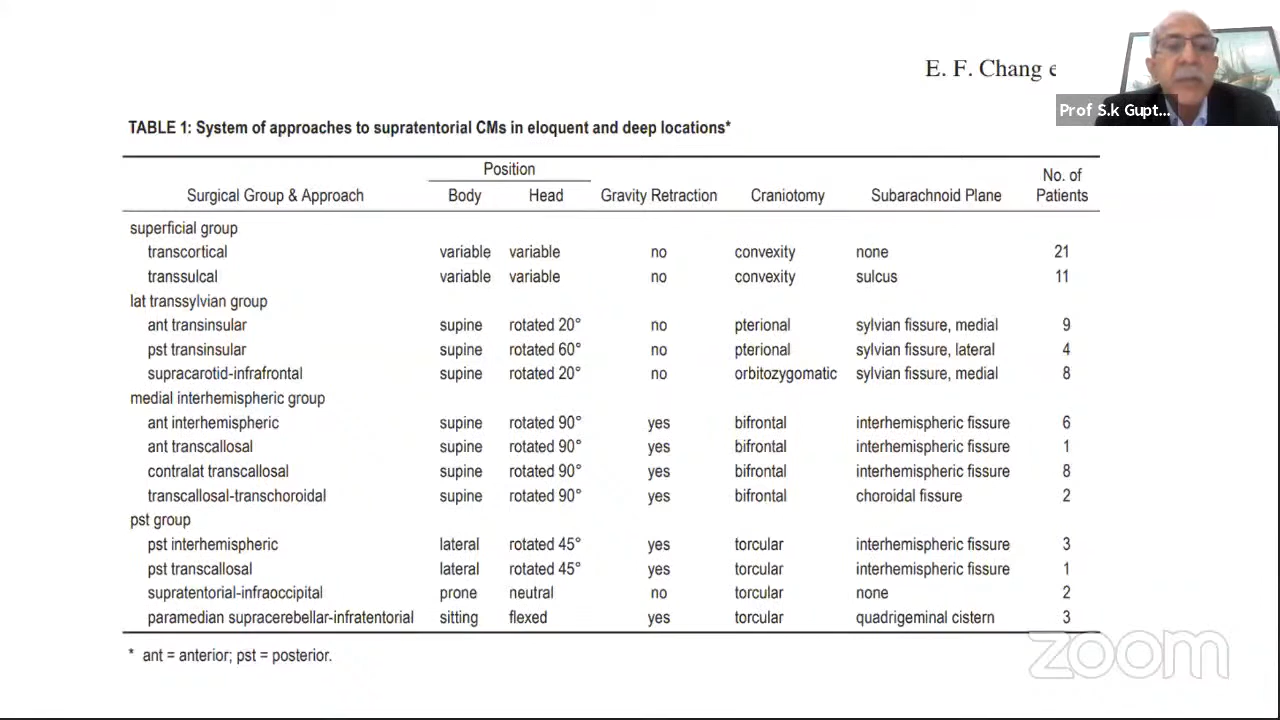 E. F. Chang e
Prof S.k Gupt...
TABLE 1: System of approaches to supratentorial CMs in eloquent and deep locations*
Position
Surgical Group & Approach Body Head Gravity Retraction Craniotomy Subarachnoid Plane No. of Patients
superficial group
transcortical variable variable no convexity none 21
transsulcal variable variable no convexity sulcus 11
lat transsylvian group
ant transinsular supine rotated 20° no pterional sylvian fissure, medial 9
pst transinsular supine rotated 60° no pterional sylvian fissure, lateral 4
supracarotid-infrafrontal supine rotated 20° no orbitozygomatic sylvian fissure, medial 8
medial interhemispheric group
ant interhemispheric supine rotated 90° yes bifrontal interhemispheric fissure 6
ant transcallosal supine rotated 90° yes bifrontal interhemispheric fissure 1
contralat transcallosal supine rotated 90° yes bifrontal interhemispheric fissure 8
transcallosal-transchoroidal supine rotated 90° yes bifrontal choroidal fissure 2
pst group
pst interhemispheric lateral rotated 45° yes torcular interhemispheric fissure 3
pst transcallosal lateral rotated 45° yes torcular interhemispheric fissure 1
supratentorial-infraoccipital prone neutral no torcular none 2
paramedian supracerebellar-infratentorial sitting flexed yes torcular quadrigeminal cistern 3
* ant = anterior; pst = posterior.
zoom